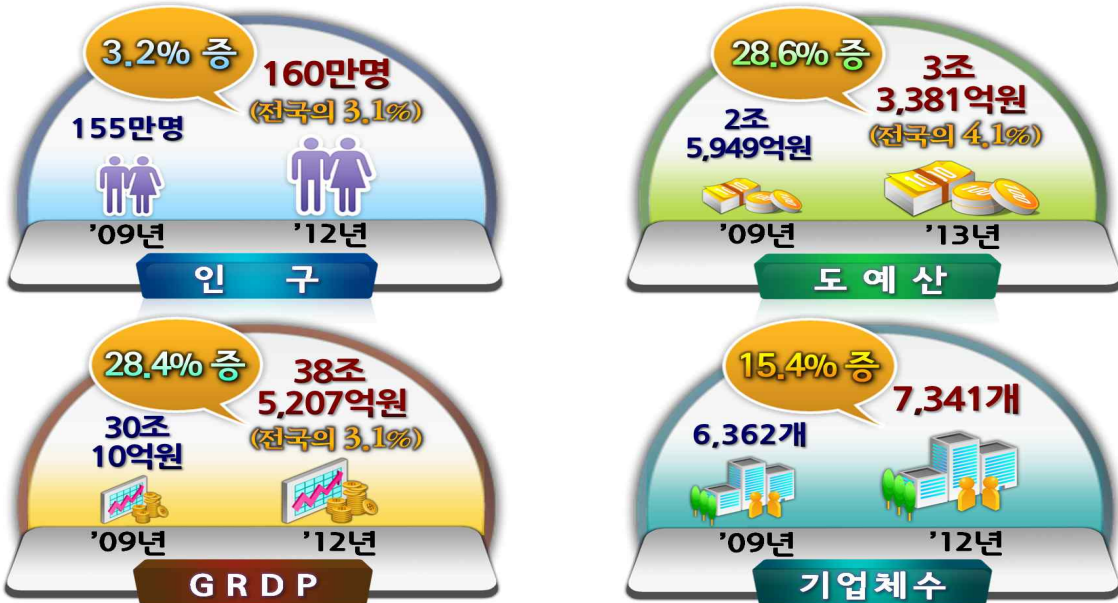 3.2% 증
160만명
(전국의 3.1%)
155만명
'09년 '12년
인 구
28.6% 증
3조
3,381억원
(전국의 4.1%)
2조
5,949억원
'09년 '13년
도 예 산
28.4% 증
38조
5,207억원
(전국의 3.1%)
30조
10억원
'09년 '12년
G R D P
15.4% 증
7,341개
6,362개
'09년 '12년
기업체수